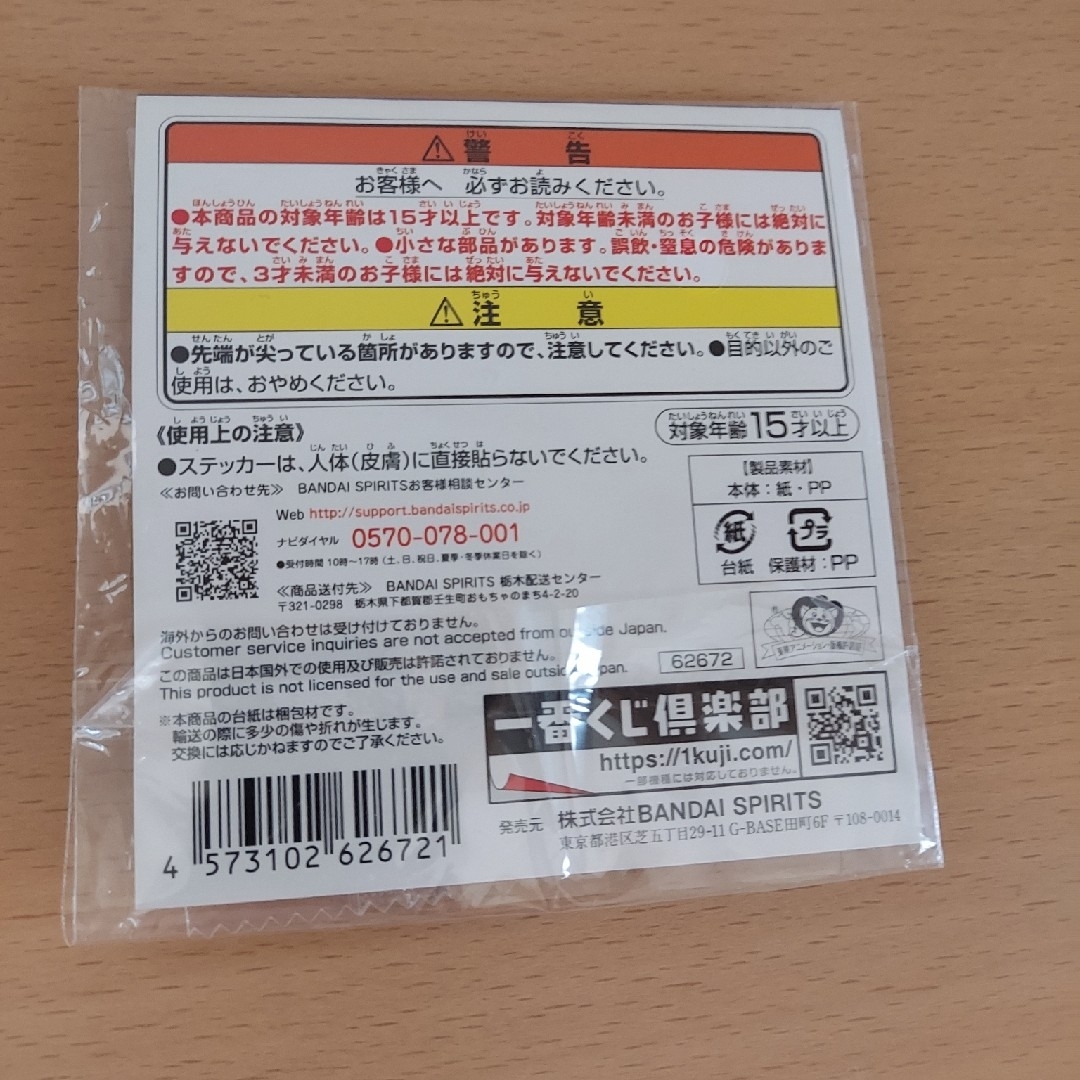 ⚠警告
お客様へ 必ずお読みください。
●本商品の対象年齢は15才以上です。対象年齢未満のお子様には絶対に
与えないでください。●小さな部品があります。誤飲・窒息の危険がありま
すので、3才未満のお子様には絶対に与えないでください。
⚠注意
●先端が尖っている箇所がありますので、注意してください。●目的以外のご
使用は、おやめください。
《使用上の注意》
対象年齢15才以上
●ステッカーは、人体(皮膚)に直接貼らないでください。
≪お問い合わせ先≫ BANDAI SPIRITSお客様相談センター
Web http://support.bandaispirits.co.jp
ナビダイヤル 0570-078-001
●受付時間 10時〜17時(土、日、祝日、夏季・冬季休業日を除く)
≪商品送付先≫ BANDAI SPIRITS 栃木配送センター
〒321-0298 栃木県下都賀郡壬生町おもちゃのまち4-2-20
【製品素材】
本体:紙・PP
紙 プラ
台紙 保護材:PP
海外からのお問い合わせは受け付けておりません。
Customer service inquiries are not accepted from outside Japan.
この商品は日本国外での使用及び販売は許諾されておりません。
This product is not licensed for the use and sale outside Japan.
62672
※本商品の台紙は梱包材です。
輸送の際に多少の傷や折れが生じます。
交換には応じかねますのでご了承ください。
一番くじ倶楽部
https://1kuji.com/
一部機種には対応しておりません。
発売元 株式会社BANDAI SPIRITS
東京都港区芝五丁目29-11 G-BASE田町6F 〒108-0014
4 573102 626721